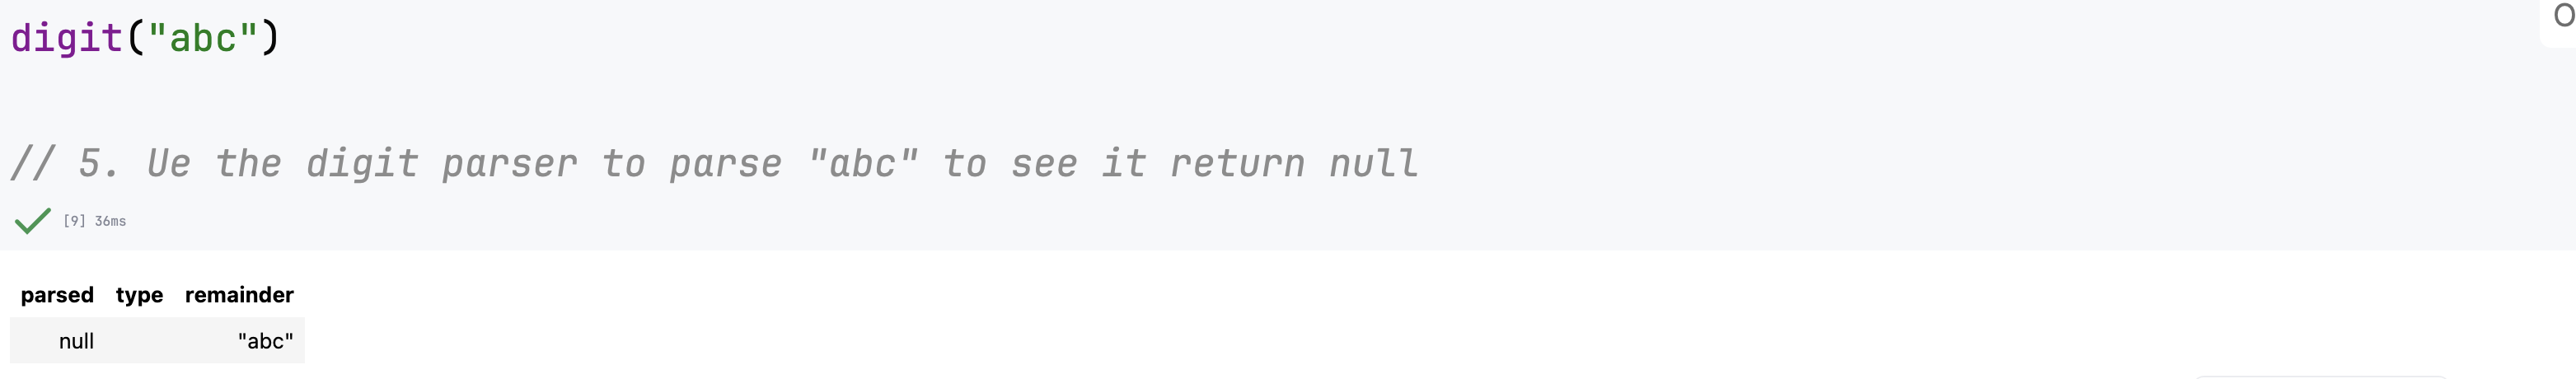 digit("abc")
// 5. Ue the digit parser to parse "abc" to see it return null
[9] 36ms
parsed type remainder
null "abc"